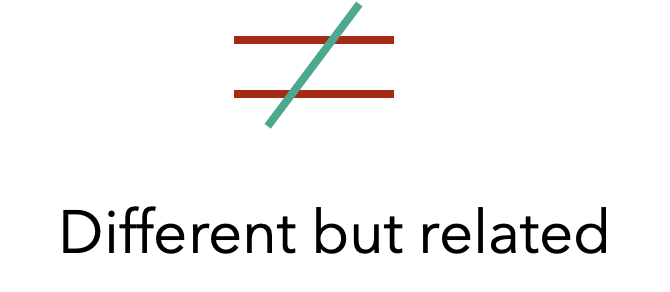 ≠
Different but related